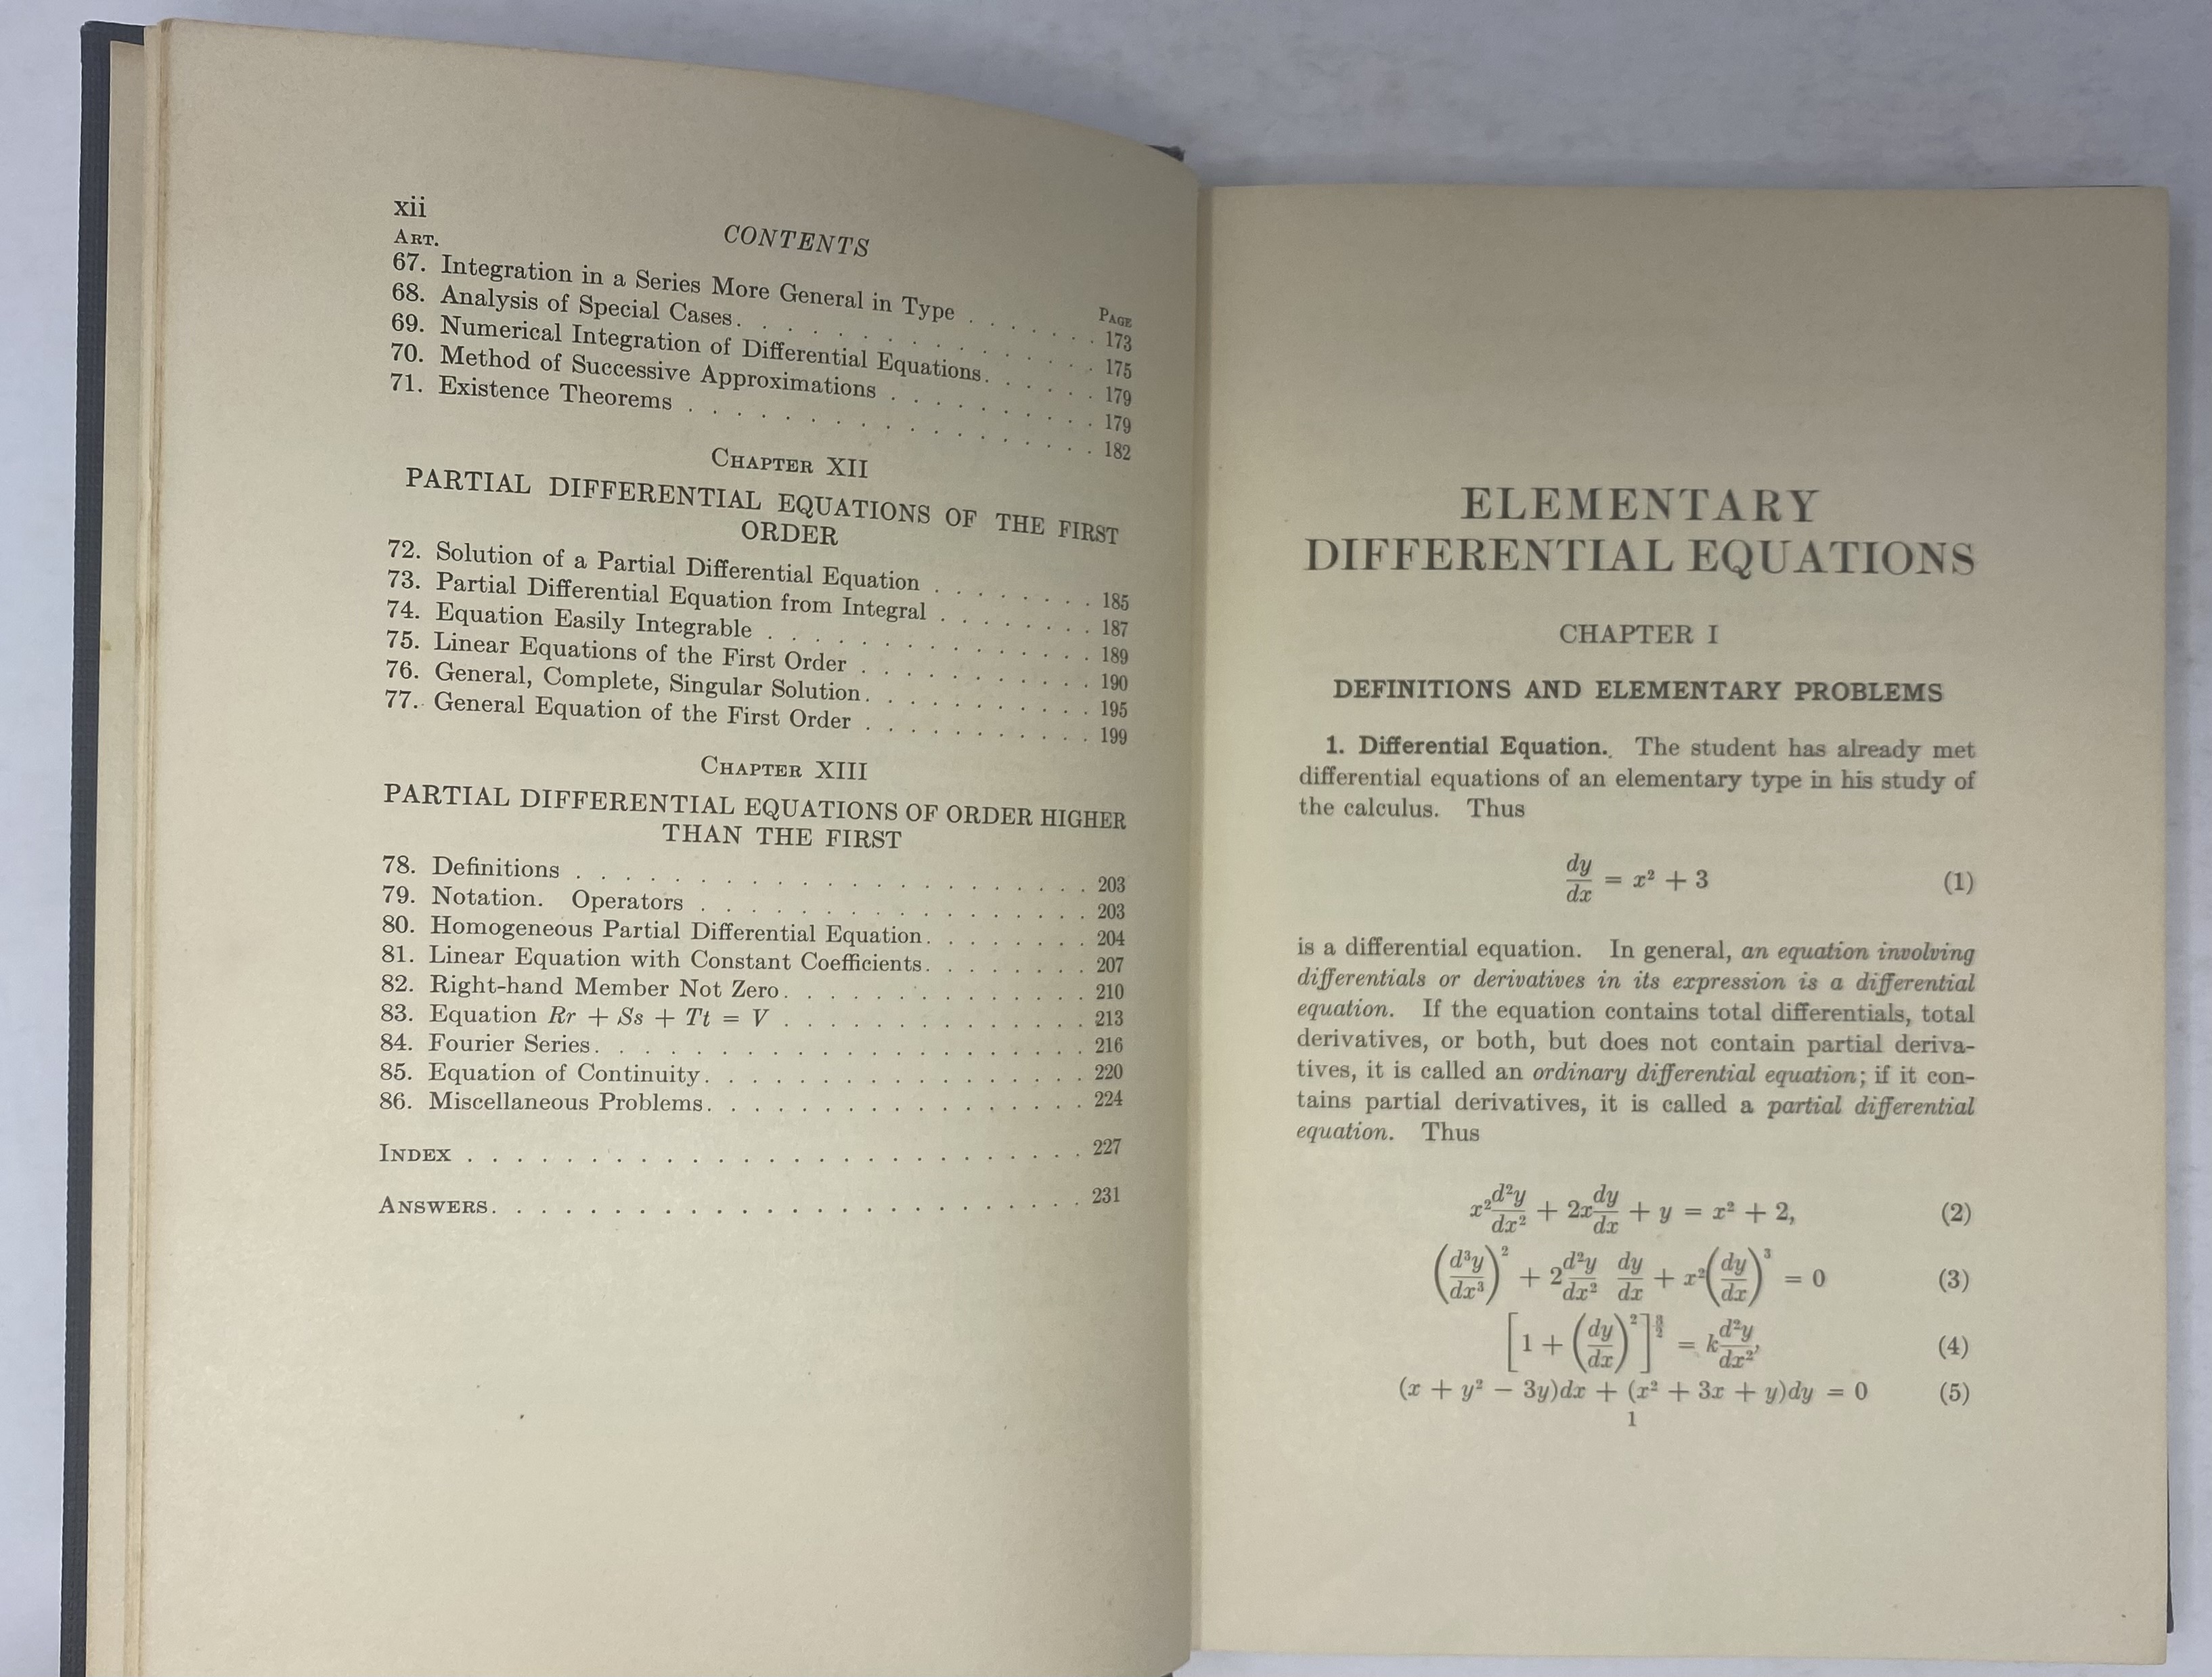 xii
CONTENTS
ART.
PAGE
67. Integration in a Series More General in Type . . . . . . 173
68. Analysis of Special Cases. . . . . . . . . . . . . 175
69. Numerical Integration of Differential Equations. . . . . . 179
70. Method of Successive Approximations . . . . . . . . . 179
71. Existence Theorems . . . . . . . . . . . . . . . . 182
CHAPTER XII
PARTIAL DIFFERENTIAL EQUATIONS OF THE FIRST
ORDER
72. Solution of a Partial Differential Equation . . . . . . . . 185
73. Partial Differential Equation from Integral . . . . . . . . 187
74. Equation Easily Integrable . . . . . . . . . . . . . . 189
75. Linear Equations of the First Order . . . . . . . . . . . 190
76. General, Complete, Singular Solution. . . . . . . . . . . 195
77. General Equation of the First Order . . . . . . . . . . . 199
CHAPTER XIII
PARTIAL DIFFERENTIAL EQUATIONS OF ORDER HIGHER
THAN THE FIRST
78. Definitions . . . . . . . . . . . . . . . . . . . . . 203
79. Notation. Operators . . . . . . . . . . . . . . . . 203
80. Homogeneous Partial Differential Equation. . . . . . . . 204
81. Linear Equation with Constant Coefficients. . . . . . . . 207
82. Right-hand Member Not Zero. . . . . . . . . . . . . 210
83. Equation Rr + Ss + Tt = V . . . . . . . . . . . . . 213
84. Fourier Series. . . . . . . . . . . . . . . . . . . . 216
85. Equation of Continuity. . . . . . . . . . . . . . . . 220
86. Miscellaneous Problems. . . . . . . . . . . . . . . . 224
INDEX . . . . . . . . . . . . . . . . . . . . . . . . 227
ANSWERS. . . . . . . . . . . . . . . . . . . . . . . 231
ELEMENTARY
DIFFERENTIAL EQUATIONS
CHAPTER I
DEFINITIONS AND ELEMENTARY PROBLEMS
1. Differential Equation. The student has already met
differential equations of an elementary type in his study of
the calculus. Thus
dy/dx = x² + 3 (1)
is a differential equation. In general, an equation involving
differentials or derivatives in its expression is a differential
equation. If the equation contains total differentials, total
derivatives, or both, but does not contain partial deriva-
tives, it is called an ordinary differential equation; if it con-
tains partial derivatives, it is called a partial differential
equation. Thus
x² d²y/dx² + 2x dy/dx + y = x² + 2, (2)
(d³y/dx³)² + 2 d²y/dx² dy/dx + x² (dy/dx)³ = 0 (3)
[1 + (dy/dx)²]^(3/2) = k d²y/dx², (4)
(x + y² − 3y)dx + (x² + 3x + y)dy = 0 (5)
1